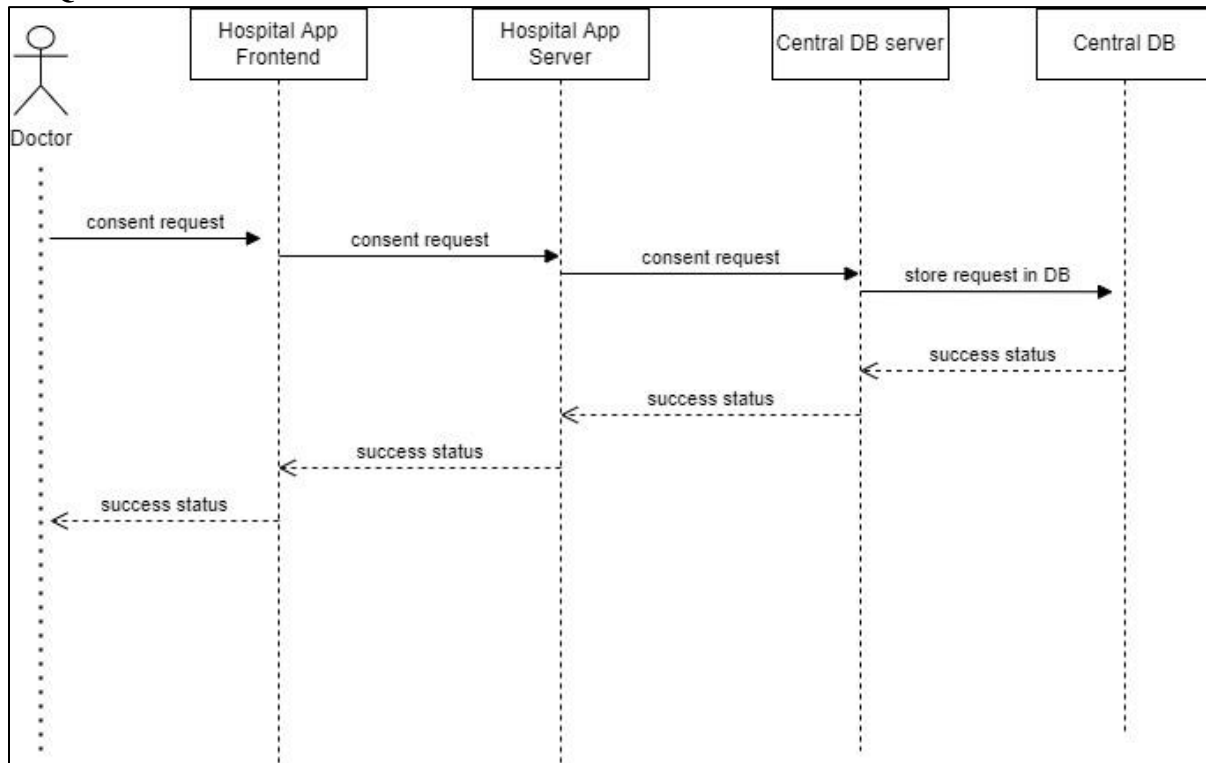 Hospital App
Frontend
Hospital App
Server
Central DB server
Central DB
Doctor
consent request
consent request
consent request
store request in DB
success status
success status
success status
success status